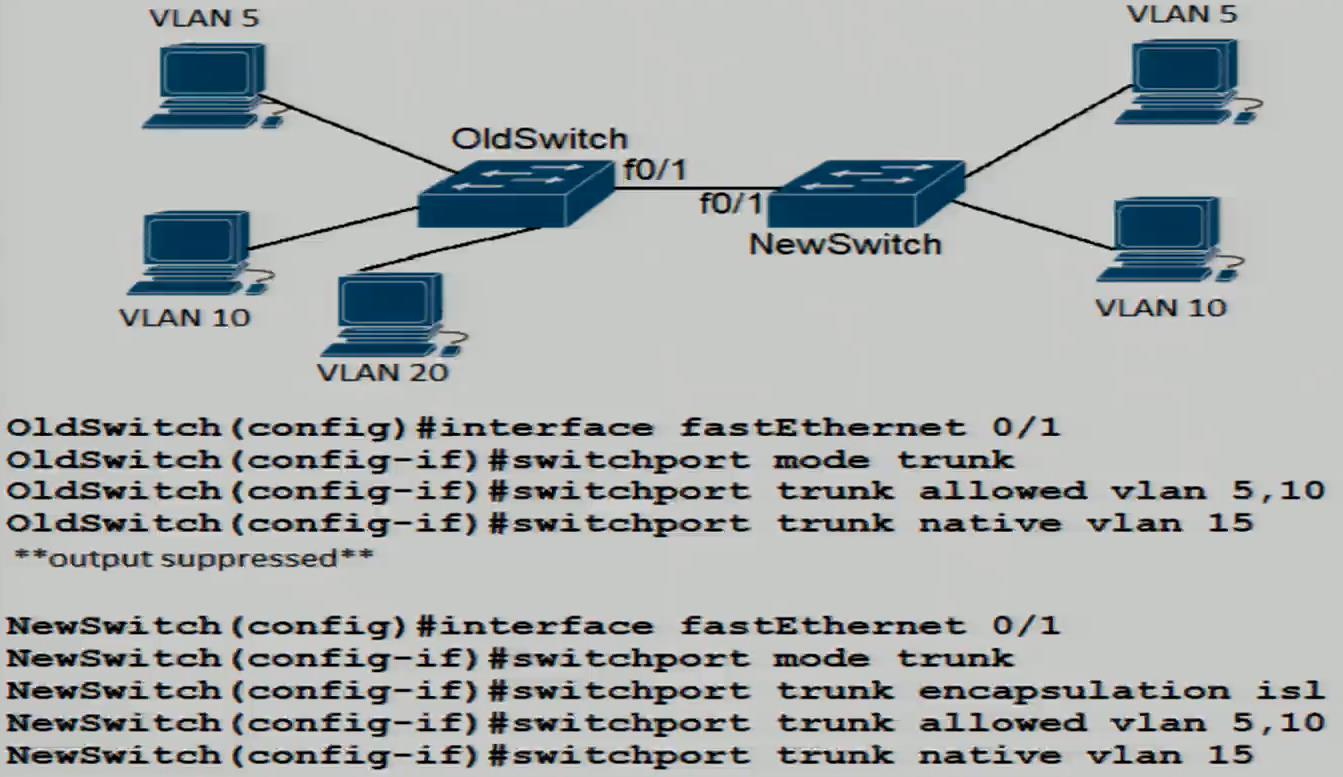 VLAN 5
VLAN 5
OldSwitch
f0/1
f0/1
NewSwitch
VLAN 10
VLAN 10
VLAN 20
OldSwitch(config)#interface fastEthernet 0/1
OldSwitch(config-if)#switchport mode trunk
OldSwitch(config-if)#switchport trunk allowed vlan 5,10
OldSwitch(config-if)#switchport trunk native vlan 15
**output suppressed**
NewSwitch(config)#interface fastEthernet 0/1
NewSwitch(config-if)#switchport mode trunk
NewSwitch(config-if)#switchport trunk encapsulation isl
NewSwitch(config-if)#switchport trunk allowed vlan 5,10
NewSwitch(config-if)#switchport trunk native vlan 15